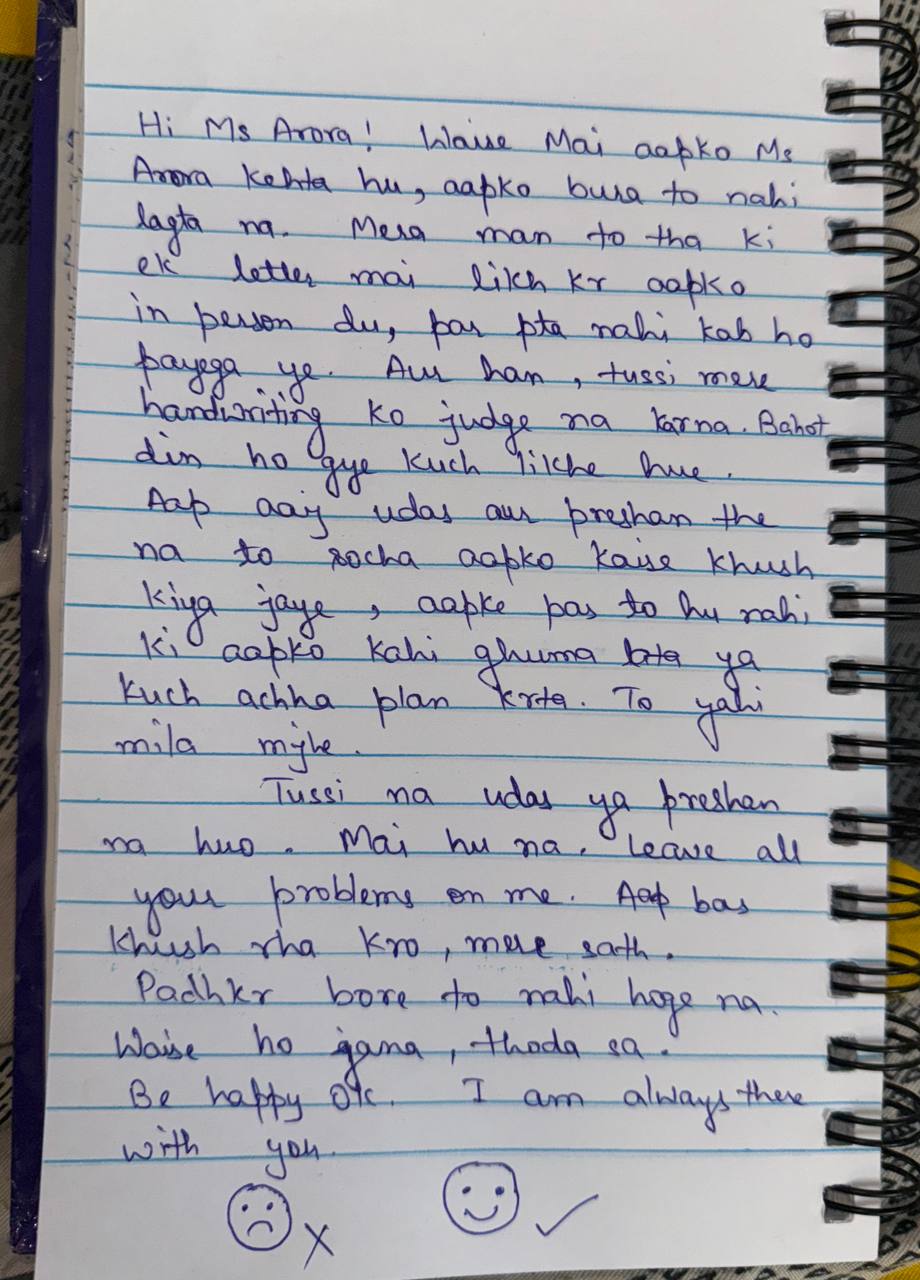 Hi Ms Arora! Waise Mai aapko Ms
Arora kehta hu, aapko bura to nahi
lagta na. Mera man to tha ki
ek letter mai likh kr aapko
in person du, par pta nahi kab ho
payega ye. Aur han, tussi mere
handwriting ko judge na karna. Bahot
din ho gye kuch likhe hue.
Aap aaj udas aur preshan the
na to socha aapko kaise khush
kiya jaye, aapke pas to hu nahi
ki aapko kahi ghuma lata ya
kuch achha plan krta. To yahi
mila mjhe.
Tussi na udas ya preshan
na huo. Mai hu na. Leave all
your problems on me. Aap bas
khush rha kro, mere sath.
Padhkr bore to nahi hoge na.
Waise ho jana, thoda sa.
Be happy Ok. I am always there
with you.